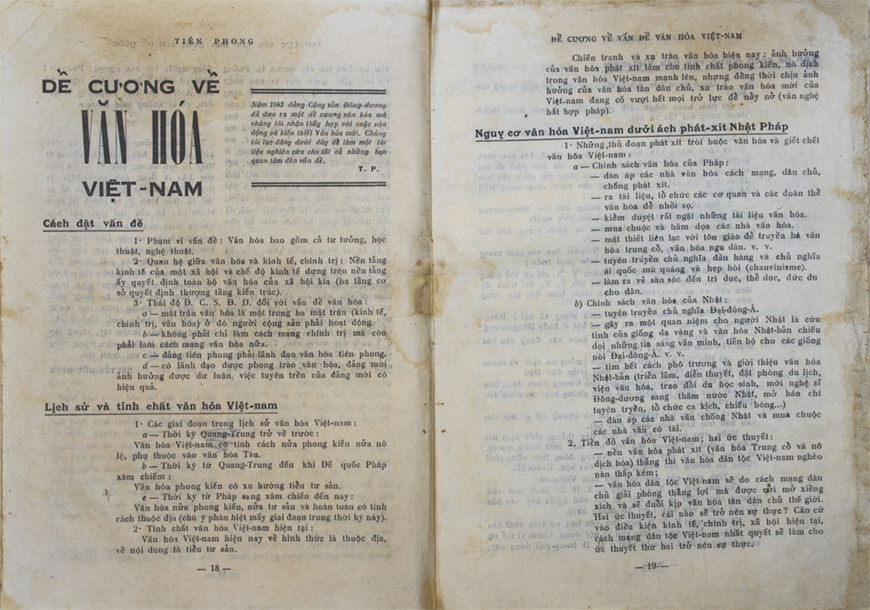 TIÊN PHONG
ĐỀ CƯƠNG VỀ
VĂN HÓA
VIỆT-NAM
Năm 1943 đảng Cộng sản Đông-dương
đã đưa ra một đề cương văn hóa mà
chúng tôi nhận thấy hợp với cuộc vận
động và kiến thiết Văn hóa mới. Chúng
tôi lục đăng dưới đây để làm một tài
liệu nghiên cứu cho tất cả những bạn
quan tâm đến vấn đề.
T. P.
Cách đặt vấn đề
1· Phạm vi vấn đề : Văn hóa bao gồm cả tư tưởng, học
thuật, nghệ thuật.
2· Quan hệ giữa văn hóa và kinh tế, chính trị : Nền tảng
kinh tế của một xã hội và chế độ kinh tế dựng trên nền tảng
ấy quyết định toàn bộ văn hóa của xã hội kia (hạ tầng cơ
sở quyết định thượng tầng kiến trúc).
3· Thái độ Đ. C. S. Đ. D. đối với vấn đề văn hóa :
a — mặt trận văn hóa là một trong ba mặt trận (kinh tế,
chính trị, văn hóa) ở đó người cộng sản phải hoạt động.
b — không phải chỉ làm cách mạng chính trị mà còn
phải làm cách mạng văn hóa nữa.
c — đảng tiên phong phải lãnh đạo văn hóa tiên phong.
d — có lãnh đạo được phong trào văn hóa, đảng mới
ảnh hưởng được dư luận, việc tuyên trền của đảng mới có
hiệu quả.
Lịch sử và tính chất văn hóa Việt-nam
1· Các giai đoạn trong lịch sử văn hóa Việt-nam :
a — Thời kỳ Quang-Trung trở về trước :
Văn hóa Việt-nam có tính cách nửa phong kiến nửa nô
lệ, phụ thuộc vào văn hóa Tàu.
b — Thời kỳ từ Quang-Trung đến khi Đế quốc Pháp
xâm chiếm :
Văn hóa phong kiến có xu hướng tiểu tư sản.
c — Thời kỳ từ Pháp sang xâm chiến đến nay :
Văn hóa nửa phong kiến, nửa tư sản và hoàn toàn có tính
cách thuộc địa (chú ý phân biệt mấy giai đoạn trong thời kỳ này).
2· Tính chất văn hóa Việt-nam hiện tại :
Văn hóa Việt-nam hiện nay về hình thức là thuộc địa,
về nội dung là tiền tư sản.
— 18 —
ĐỀ CƯƠNG VỀ VẤN ĐỀ VĂN HÓA VIỆT-NAM
Chiến tranh và xu trào văn hóa hiện nay : ảnh hưởng
của văn hóa phát xít làm cho tính chất phong kiến, nô dịch
trong văn hóa Việt-nam mạnh lên, nhưng đồng thời chịu ảnh
hưởng của văn hóa tân dân chủ, xu trào văn hóa mới của
Việt-nam đang cố vượt hết mọi trở lực để nẩy nở (văn nghệ
bất hợp pháp).
Nguy cơ văn hóa Việt-nam dưới ách phát-xít Nhật Pháp
1· Những thủ đoạn phát xít trói buộc văn hóa và giết chết
văn hóa Việt-nam :
a — Chính sách văn hóa của Pháp :
— đàn áp các nhà văn hóa cách mạng, dân chủ,
chống phát xít.
— ra tài liệu, tổ chức các cơ quan và các đoàn thể
văn hóa để nhồi sọ.
— kiểm duyệt rất ngặt những tài liệu văn hóa.
— mua chuộc và hăm dọa các nhà văn hóa.
— mật thiết liên lạc với tôn giáo để truyền bá văn
hóa trung cổ, văn hóa ngu dân. v. v.
— tuyên truyền chủ nghĩa đầu hàng và chủ nghĩa
ái quốc mù quáng và hẹp hòi (chauvinisme).
— làm ra vẻ săn sóc đến trí dục, thể dục, đức dục
cho dân.
b) Chính sách văn hóa của Nhật :
— tuyên truyền chủ nghĩa Đại-đông-Á.
— gây ra một quan niệm cho người Nhật là cứu
tinh của giống da vàng và văn hóa Nhật-bản chiếu
dọi những tia sáng văn minh, tiến bộ cho các giống
nòi Đại-đông-Á. v. v.
— tìm hết cách phô trương và giới thiệu văn hóa
Nhật-bản (triển lãm, diễn thuyết, đặt phòng du lịch,
viện văn hóa, trao đổi du học sinh, mời nghệ sĩ
Đông-dương sang thăm nước Nhật, mở báo chí
tuyên truyền, tổ chức ca kịch, chiếu bóng...)
— đàn áp các nhà văn chống Nhật và mua chuộc
các nhà văn có tài.
2. Tiền đồ văn hóa Việt-nam; hai ức thuyết :
— nền văn hóa phát xít (văn hóa Trung cổ và nô
dịch hóa) thắng thì văn hóa dân tộc Việt-nam nghèo
nàn thấp kém;
— văn hóa dân tộc Việt-nam sẽ do cách mạng dân
chủ giải phóng thắng lợi mà được gửi mở xiềng
xích và sẽ đuổi kịp văn hóa tân dân chủ thế giới.
Hai ức thuyết, cái nào sẽ trở nên sự thực ? Căn cứ
vào điều kiện kinh tế, chính trị, xã hội hiện tại,
cách mạng dân tộc Việt-nam nhất quyết sẽ làm cho
ức thuyết thứ hai trở nên sự thực.
— 19 —